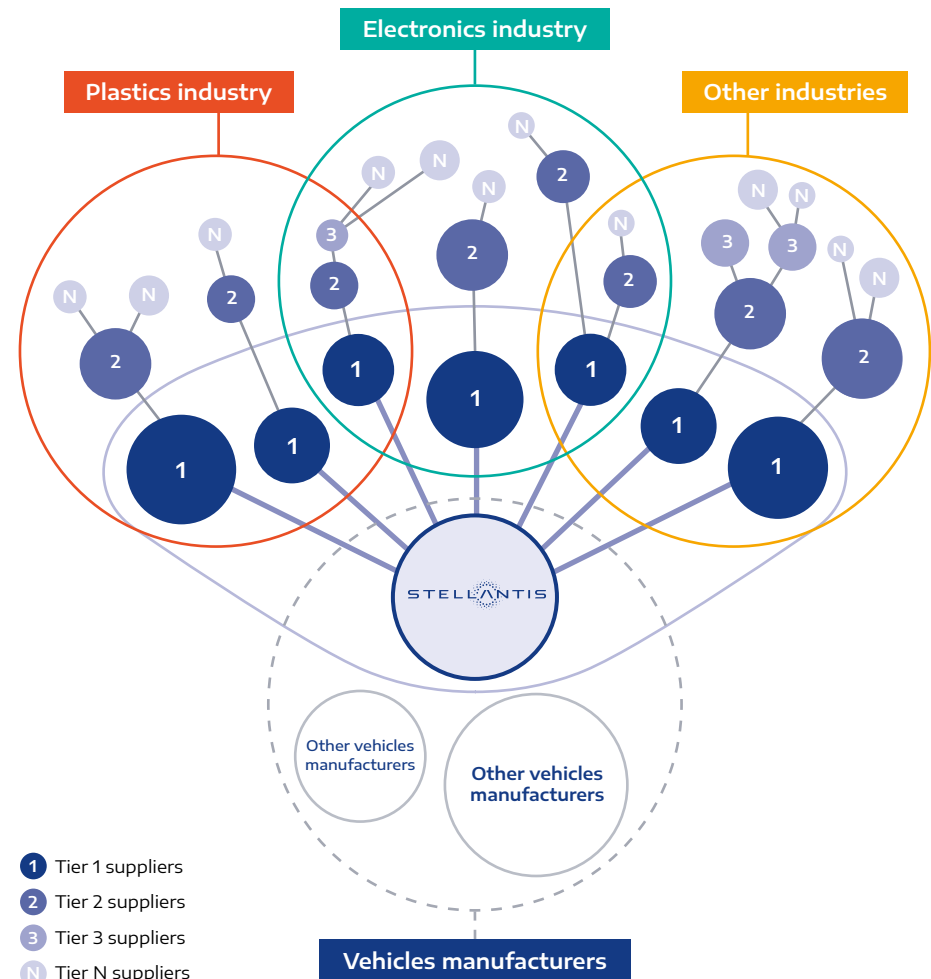 Electronics industry
Plastics industry
Other industries
N
N
N
N
N
2
N
N
N
N
3
2
3
3
N
N
N
N
2
2
2
2
2
2
2
1
1
1
1
1
1
1
STELLANTIS
Other vehicles
manufacturers
Other vehicles
manufacturers
1 Tier 1 suppliers
2 Tier 2 suppliers
3 Tier 3 suppliers
N Tier N suppliers
Vehicles manufacturers